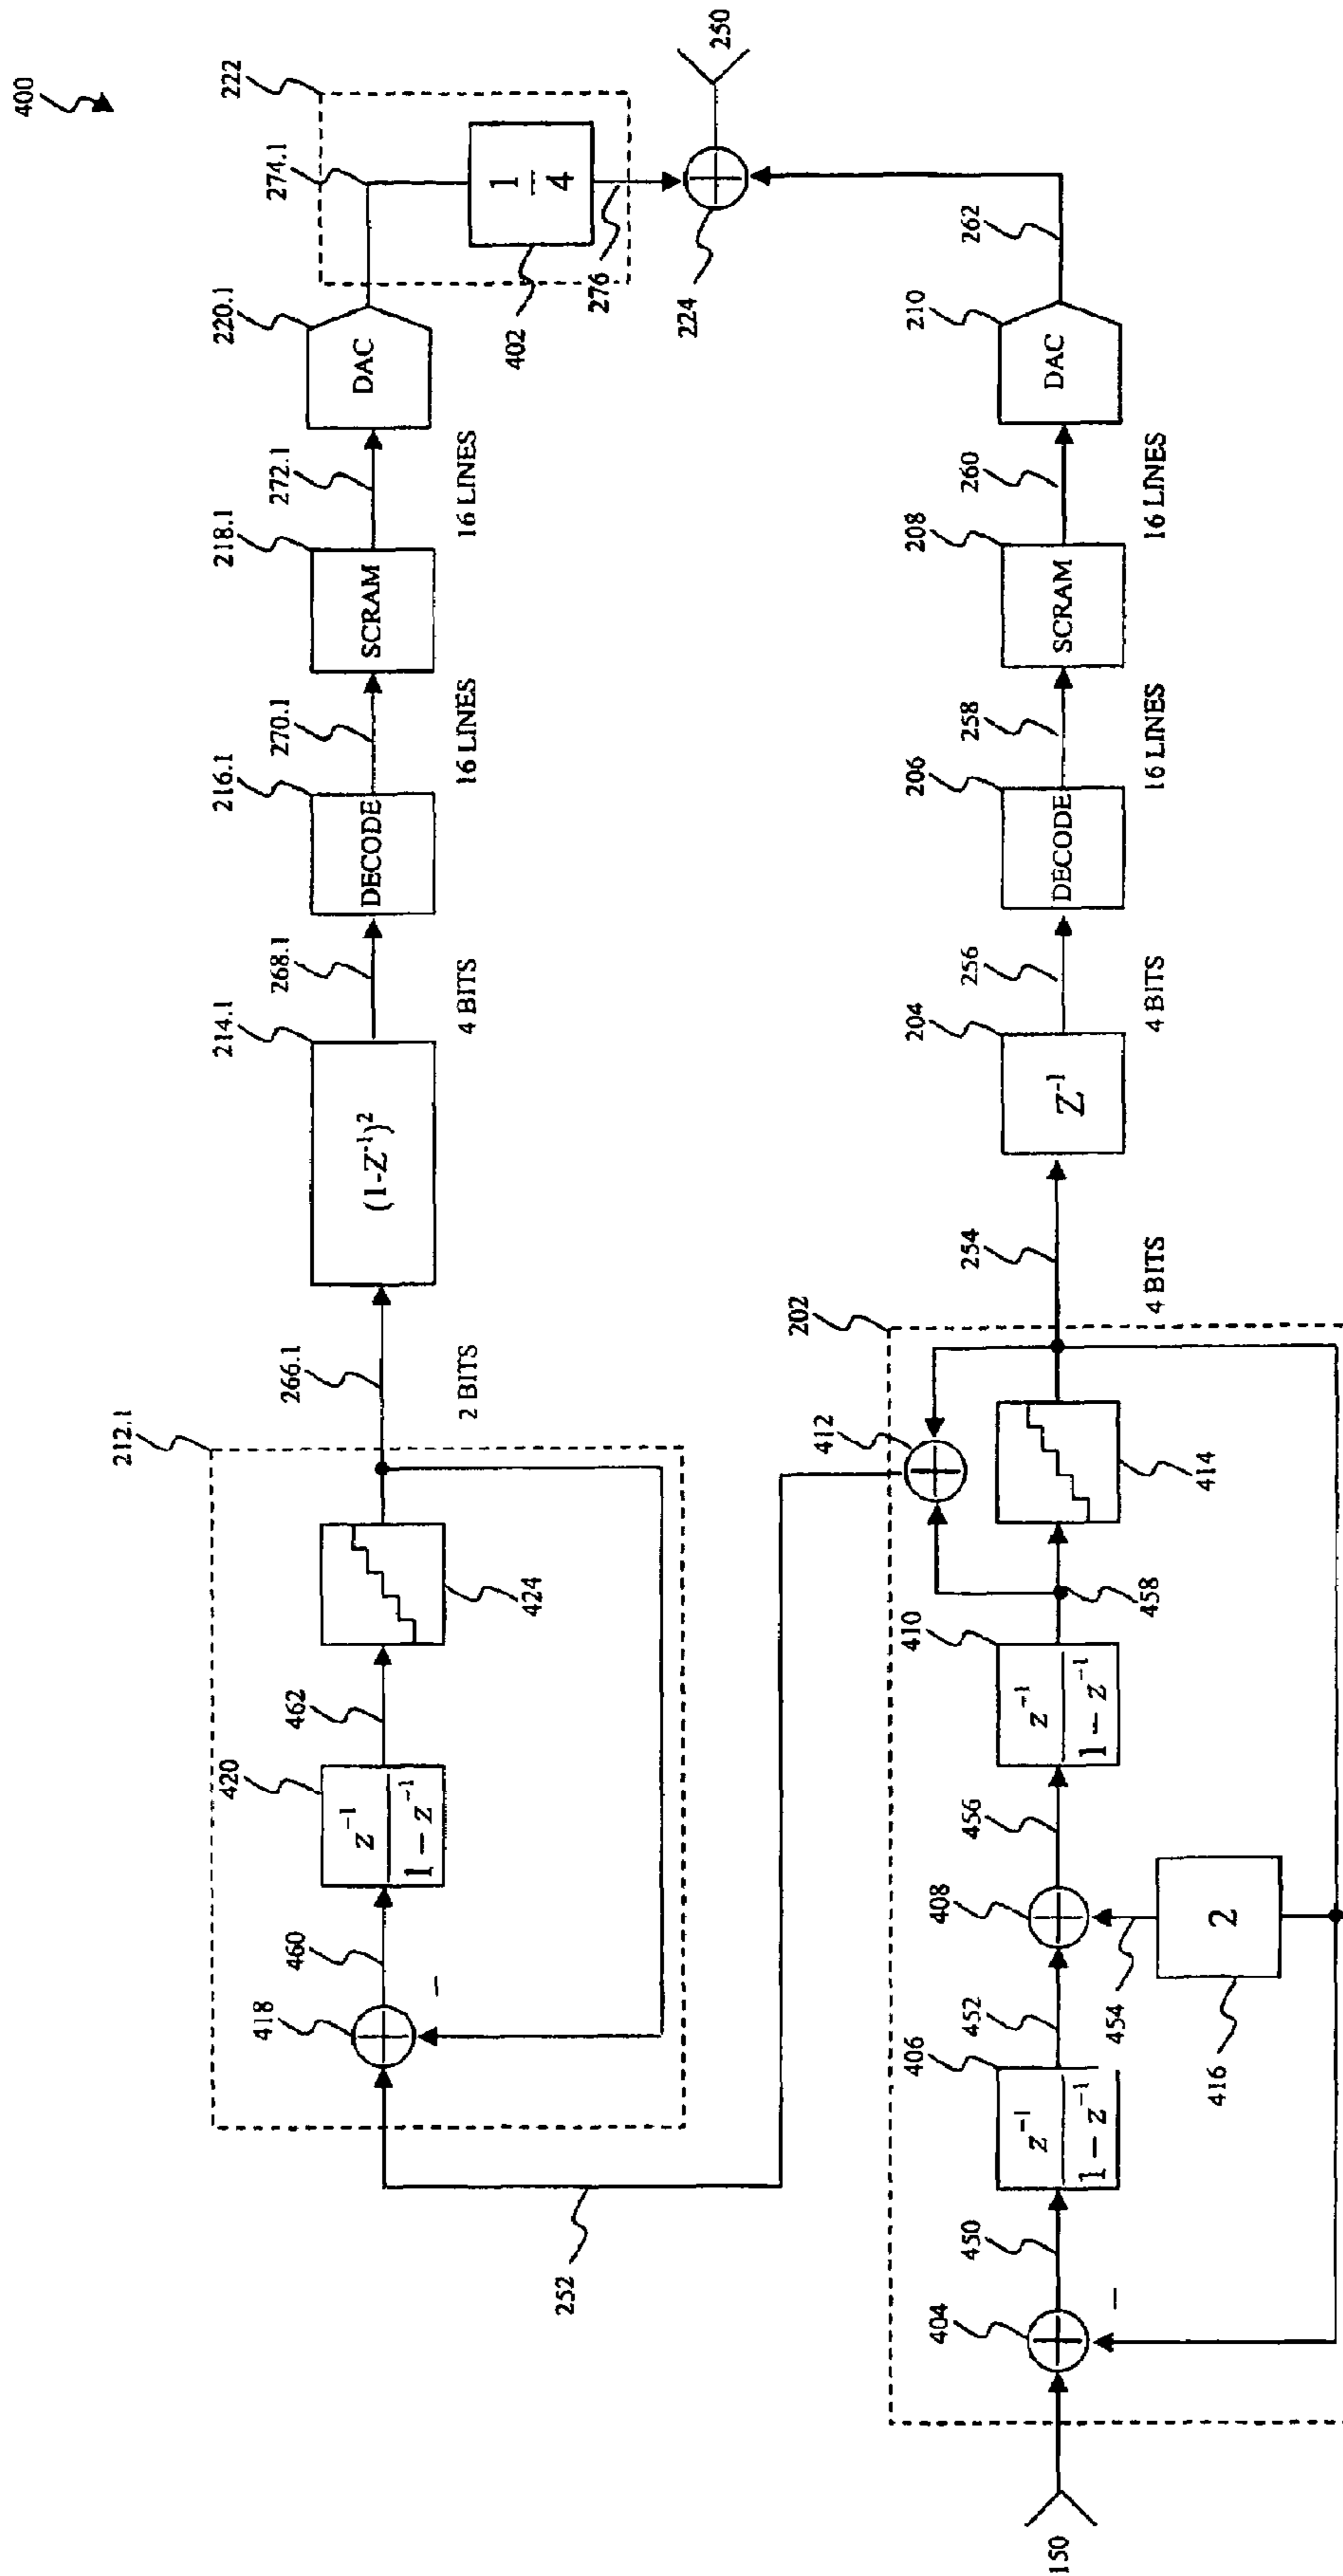 400
222
274.1
1
4
276
402
250
224
220.1
DAC
272.1
16 LINES
218.1
SCRAM
270.1
16 LINES
216.1
DECODE
268.1
4 BITS
214.1
(1-Z⁻¹)²
266.1
2 BITS
212.1
424
462
420
z⁻¹
1 − z⁻¹
460
418
−
252
262
210
DAC
260
16 LINES
208
SCRAM
258
16 LINES
206
DECODE
256
4 BITS
204
Z⁻¹
254
4 BITS
202
412
414
458
410
z⁻¹
1 − z⁻¹
456
408
454
2
416
452
406
z⁻¹
1 − z⁻¹
450
404
−
150